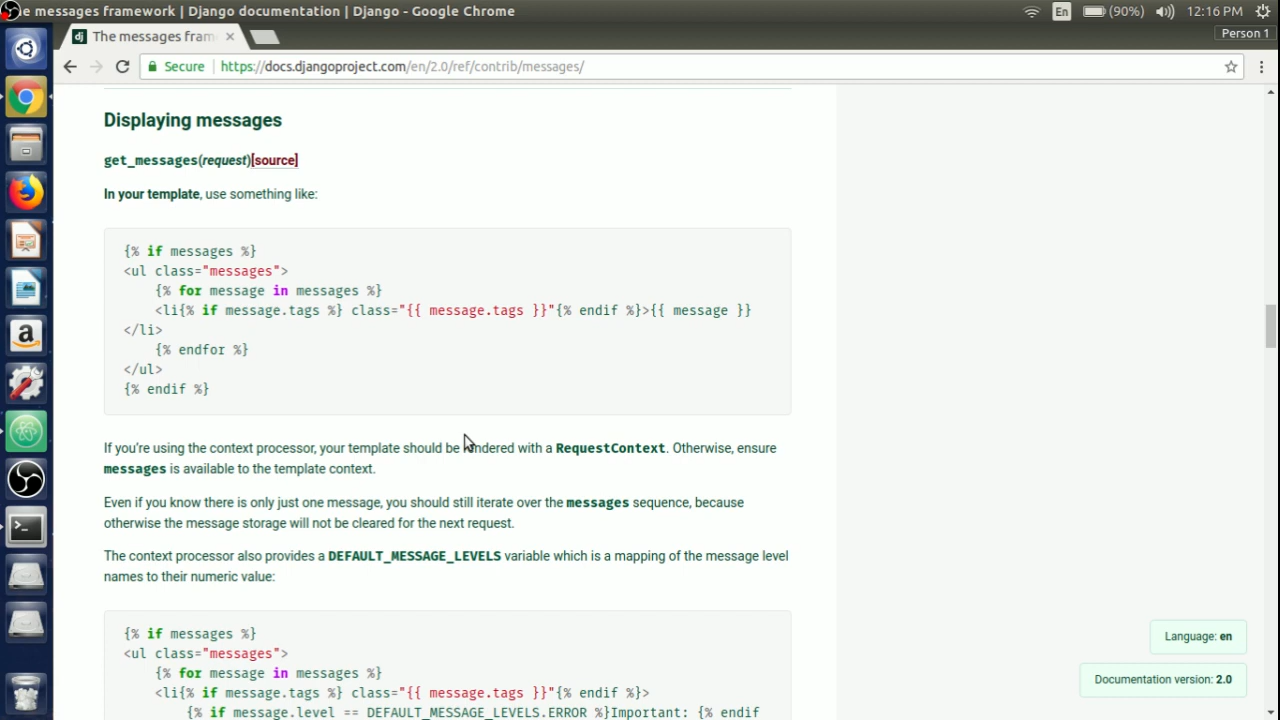 e messages framework | Django documentation | Django - Google Chrome
En
(90%)
12:16 PM
The messages fram
Person 1
Secure
https://docs.djangoproject.com/en/2.0/ref/contrib/messages/
Displaying messages
get_messages(request)[source]
In your template, use something like:
{% if messages %}
<ul class="messages">
    {% for message in messages %}
    <li{% if message.tags %} class="{{ message.tags }}"{% endif %}>{{ message }}
</li>
    {% endfor %}
</ul>
{% endif %}
If you're using the context processor, your template should be rendered with a RequestContext. Otherwise, ensure
messages is available to the template context.
Even if you know there is only just one message, you should still iterate over the messages sequence, because
otherwise the message storage will not be cleared for the next request.
The context processor also provides a DEFAULT_MESSAGE_LEVELS variable which is a mapping of the message level
names to their numeric value:
{% if messages %}
<ul class="messages">
    {% for message in messages %}
    <li{% if message.tags %} class="{{ message.tags }}"{% endif %}>
        {% if message.level == DEFAULT_MESSAGE_LEVELS.ERROR %}Important: {% endif
Language: en
Documentation version: 2.0